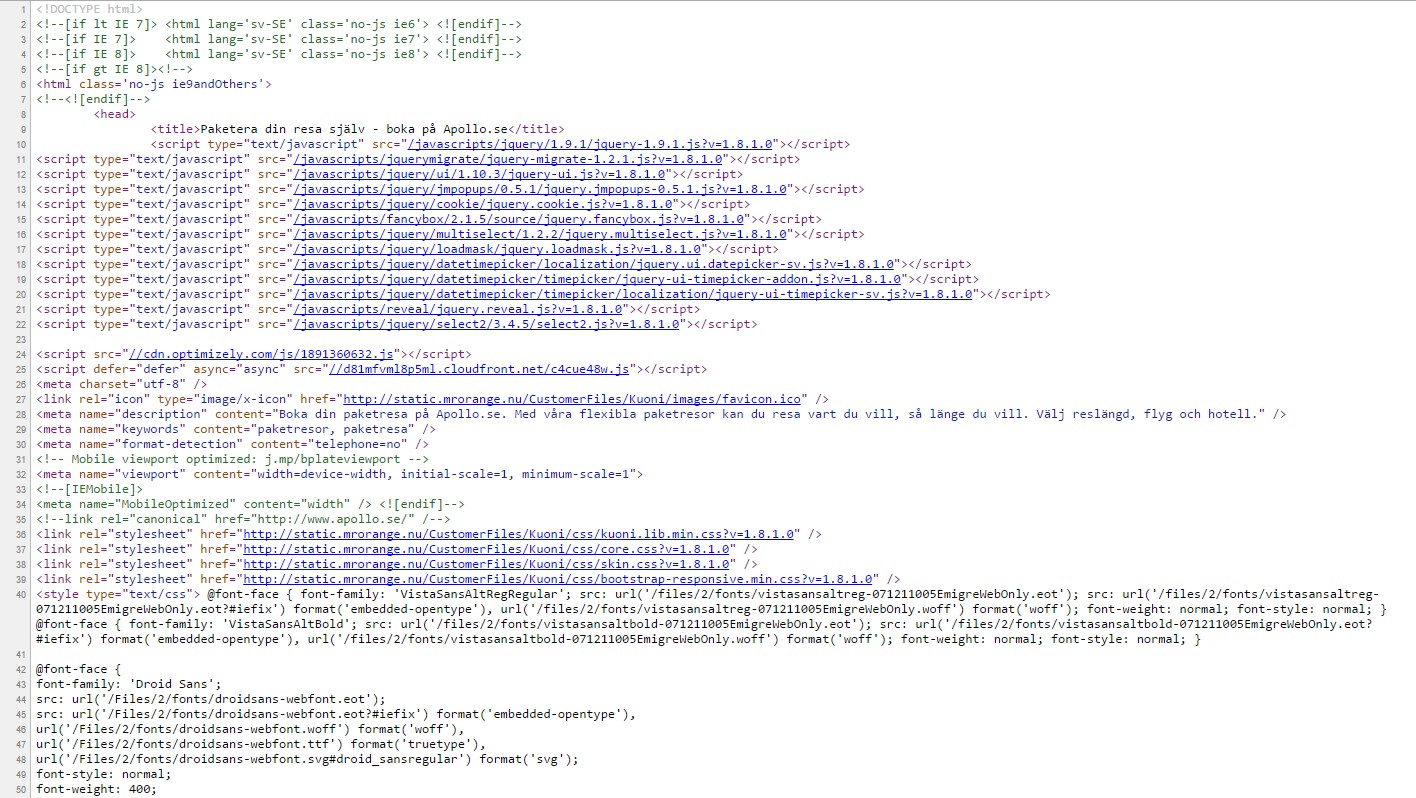 1 <!DOCTYPE html>
2 <!--[if lt IE 7]> <html lang='sv-SE' class='no-js ie6'> <![endif]-->
3 <!--[if IE 7]>    <html lang='sv-SE' class='no-js ie7'> <![endif]-->
4 <!--[if IE 8]>    <html lang='sv-SE' class='no-js ie8'> <![endif]-->
5 <!--[if gt IE 8]><!-->
6 <html class='no-js ie9andOthers'>
7 <!--<![endif]-->
8         <head>
9                 <title>Paketera din resa själv - boka på Apollo.se</title>
10                 <script type="text/javascript" src="/javascripts/jquery/1.9.1/jquery-1.9.1.js?v=1.8.1.0"></script>
11 <script type="text/javascript" src="/javascripts/jquerymigrate/jquery-migrate-1.2.1.js?v=1.8.1.0"></script>
12 <script type="text/javascript" src="/javascripts/jquery/ui/1.10.3/jquery-ui.js?v=1.8.1.0"></script>
13 <script type="text/javascript" src="/javascripts/jquery/jmpopups/0.5.1/jquery.jmpopups-0.5.1.js?v=1.8.1.0"></script>
14 <script type="text/javascript" src="/javascripts/jquery/cookie/jquery.cookie.js?v=1.8.1.0"></script>
15 <script type="text/javascript" src="/javascripts/fancybox/2.1.5/source/jquery.fancybox.js?v=1.8.1.0"></script>
16 <script type="text/javascript" src="/javascripts/jquery/multiselect/1.2.2/jquery.multiselect.js?v=1.8.1.0"></script>
17 <script type="text/javascript" src="/javascripts/jquery/loadmask/jquery.loadmask.js?v=1.8.1.0"></script>
18 <script type="text/javascript" src="/javascripts/jquery/datetimepicker/localization/jquery.ui.datepicker-sv.js?v=1.8.1.0"></script>
19 <script type="text/javascript" src="/javascripts/jquery/datetimepicker/timepicker/jquery-ui-timepicker-addon.js?v=1.8.1.0"></script>
20 <script type="text/javascript" src="/javascripts/jquery/datetimepicker/timepicker/localization/jquery-ui-timepicker-sv.js?v=1.8.1.0"></script>
21 <script type="text/javascript" src="/javascripts/reveal/jquery.reveal.js?v=1.8.1.0"></script>
22 <script type="text/javascript" src="/javascripts/jquery/select2/3.4.5/select2.js?v=1.8.1.0"></script>
23
24 <script src="//cdn.optimizely.com/js/1891360632.js"></script>
25 <script defer="defer" async="async" src="//d81mfvml8p5ml.cloudfront.net/c4cue48w.js"></script>
26 <meta charset="utf-8" />
27 <link rel="icon" type="image/x-icon" href="http://static.mrorange.nu/CustomerFiles/Kuoni/images/favicon.ico" />
28 <meta name="description" content="Boka din paketresa på Apollo.se. Med våra flexibla paketresor kan du resa vart du vill, så länge du vill. Välj reslängd, flyg och hotell." />
29 <meta name="keywords" content="paketresor, paketresa" />
30 <meta name="format-detection" content="telephone=no" />
31 <!-- Mobile viewport optimized: j.mp/bplateviewport -->
32 <meta name="viewport" content="width=device-width, initial-scale=1, minimum-scale=1">
33 <!--[IEMobile]>
34 <meta name="MobileOptimized" content="width" /> <![endif]-->
35 <!--link rel="canonical" href="http://www.apollo.se/" /-->
36 <link rel="stylesheet" href="http://static.mrorange.nu/CustomerFiles/Kuoni/css/kuoni.lib.min.css?v=1.8.1.0" />
37 <link rel="stylesheet" href="http://static.mrorange.nu/CustomerFiles/Kuoni/css/core.css?v=1.8.1.0" />
38 <link rel="stylesheet" href="http://static.mrorange.nu/CustomerFiles/Kuoni/css/skin.css?v=1.8.1.0" />
39 <link rel="stylesheet" href="http://static.mrorange.nu/CustomerFiles/Kuoni/css/bootstrap-responsive.min.css?v=1.8.1.0" />
40 <style type="text/css"> @font-face { font-family: 'VistaSansAltRegRegular'; src: url('/files/2/fonts/vistasansaltreg-071211005EmigreWebOnly.eot'); src: url('/files/2/fonts/vistasansaltreg-
071211005EmigreWebOnly.eot?#iefix') format('embedded-opentype'), url('/files/2/fonts/vistasansaltreg-071211005EmigreWebOnly.woff') format('woff'); font-weight: normal; font-style: normal; }
@font-face { font-family: 'VistaSansAltBold'; src: url('/files/2/fonts/vistasansaltbold-071211005EmigreWebOnly.eot'); src: url('/files/2/fonts/vistasansaltbold-071211005EmigreWebOnly.eot?
#iefix') format('embedded-opentype'), url('/files/2/fonts/vistasansaltbold-071211005EmigreWebOnly.woff') format('woff'); font-weight: normal; font-style: normal; }
41
42 @font-face {
43 font-family: 'Droid Sans';
44 src: url('/Files/2/fonts/droidsans-webfont.eot');
45 src: url('/Files/2/fonts/droidsans-webfont.eot?#iefix') format('embedded-opentype'),
46 url('/Files/2/fonts/droidsans-webfont.woff') format('woff'),
47 url('/Files/2/fonts/droidsans-webfont.ttf') format('truetype'),
48 url('/Files/2/fonts/droidsans-webfont.svg#droid_sansregular') format('svg');
49 font-style: normal;
50 font-weight: 400;